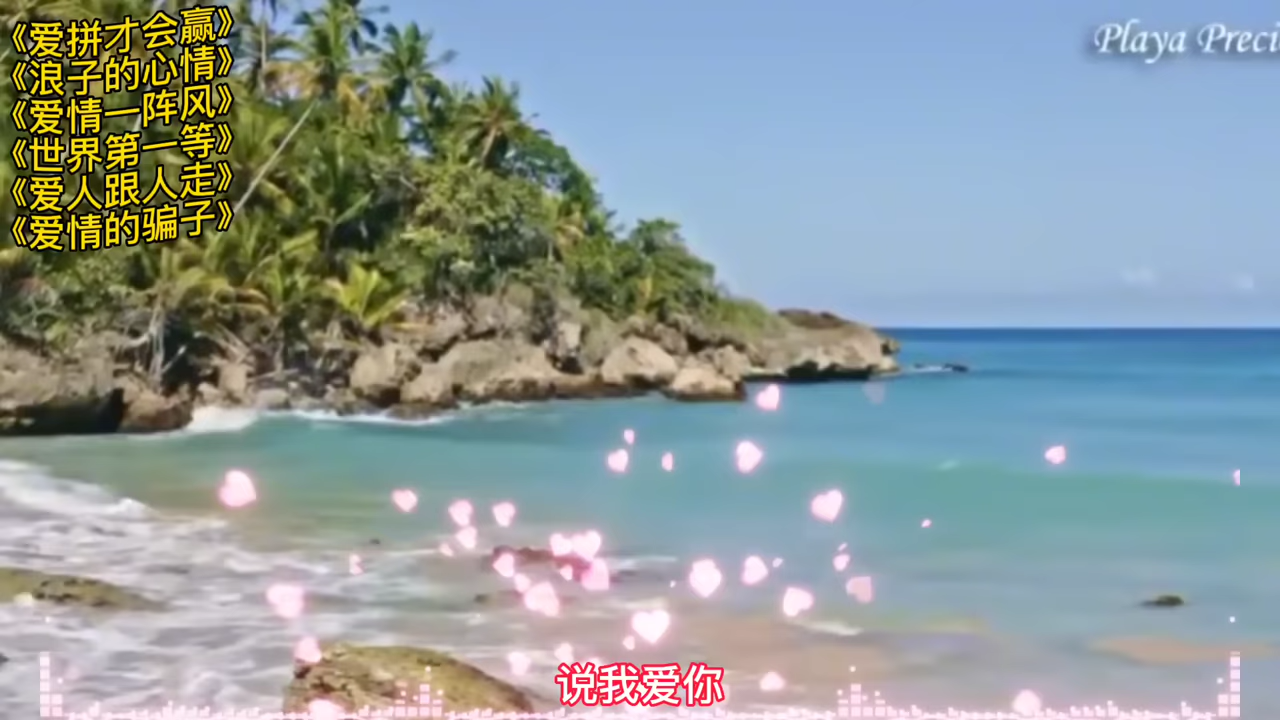 《爱拼才会赢》
《浪子的心情》
《爱情一阵风》
《世界第一等》
《爱人跟人走》
《爱情的骗子》
Playa Preci
说我爱你